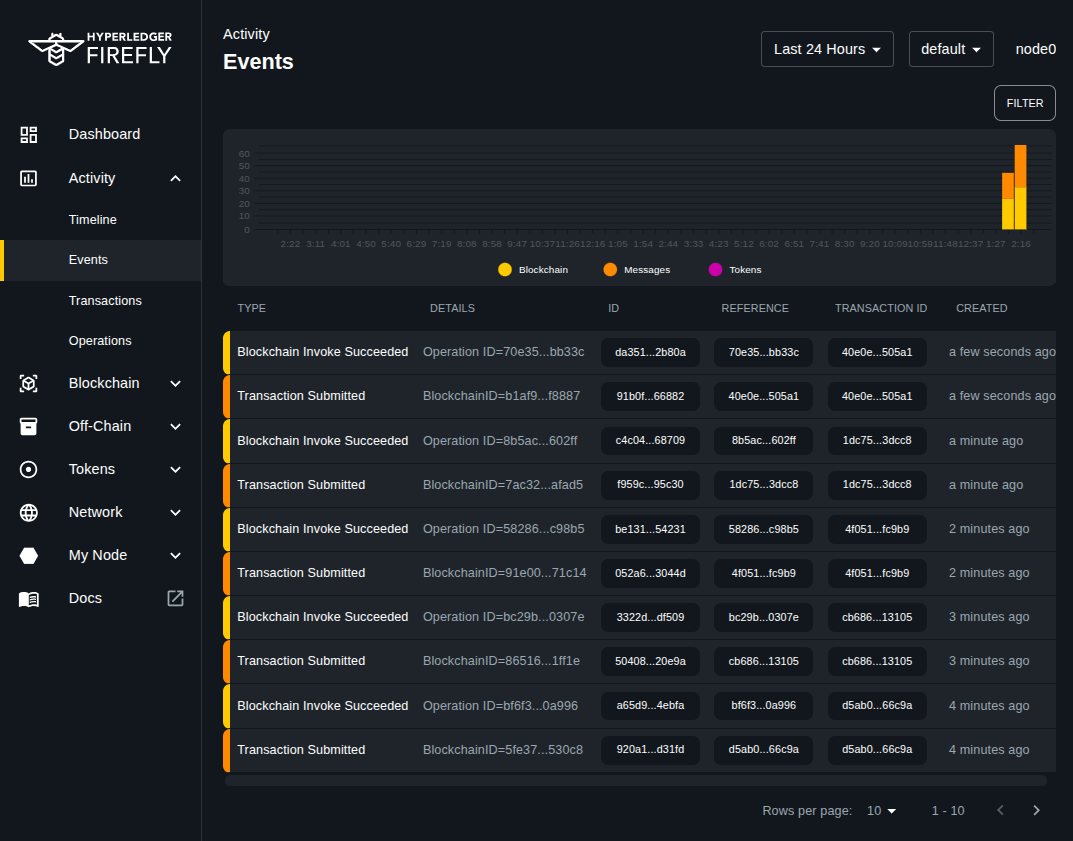 HYPERLEDGER
FIREFLY
Dashboard
Activity
Timeline
Events
Transactions
Operations
Blockchain
Off-Chain
Tokens
Network
My Node
Docs
Activity
Events
Last 24 Hours
default
node0
FILTER
60
50
40
30
20
10
0
2:22 3:11 4:01 4:50 5:40 6:29 7:19 8:08 8:58 9:47 10:37 11:26 12:16 1:05 1:54 2:44 3:33 4:23 5:12 6:02 6:51 7:41 8:30 9:20 10:09 10:59 11:48 12:37 1:27 2:16
Blockchain Messages Tokens
TYPE DETAILS ID REFERENCE TRANSACTION ID CREATED
Blockchain Invoke Succeeded Operation ID=70e35...bb33c da351...2b80a 70e35...bb33c 40e0e...505a1 a few seconds ago
Transaction Submitted BlockchainID=b1af9...f8887 91b0f...66882 40e0e...505a1 40e0e...505a1 a few seconds ago
Blockchain Invoke Succeeded Operation ID=8b5ac...602ff c4c04...68709 8b5ac...602ff 1dc75...3dcc8 a minute ago
Transaction Submitted BlockchainID=7ac32...afad5 f959c...95c30 1dc75...3dcc8 1dc75...3dcc8 a minute ago
Blockchain Invoke Succeeded Operation ID=58286...c98b5 be131...54231 58286...c98b5 4f051...fc9b9 2 minutes ago
Transaction Submitted BlockchainID=91e00...71c14 052a6...3044d 4f051...fc9b9 4f051...fc9b9 2 minutes ago
Blockchain Invoke Succeeded Operation ID=bc29b...0307e 3322d...df509 bc29b...0307e cb686...13105 3 minutes ago
Transaction Submitted BlockchainID=86516...1ff1e 50408...20e9a cb686...13105 cb686...13105 3 minutes ago
Blockchain Invoke Succeeded Operation ID=bf6f3...0a996 a65d9...4ebfa bf6f3...0a996 d5ab0...66c9a 4 minutes ago
Transaction Submitted BlockchainID=5fe37...530c8 920a1...d31fd d5ab0...66c9a d5ab0...66c9a 4 minutes ago
Rows per page: 10 1 - 10